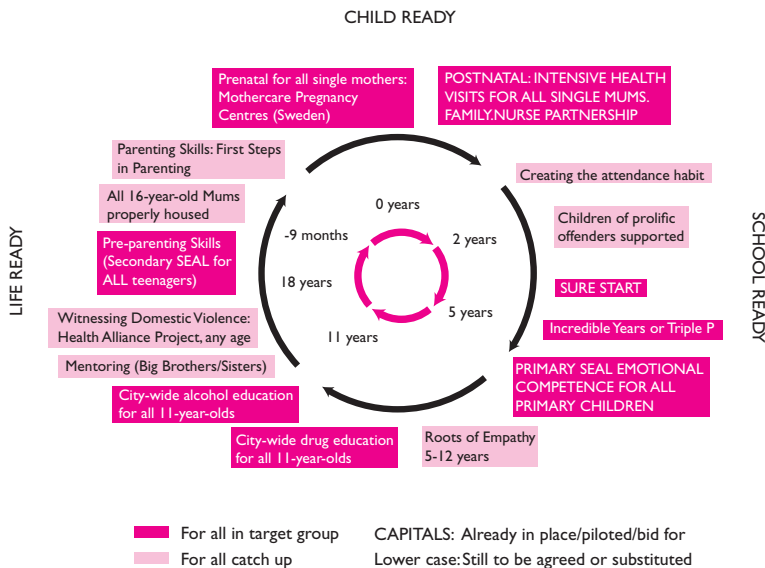 CHILD READY
Prenatal for all single mothers:
Mothercare Pregnancy
Centres (Sweden)
POSTNATAL: INTENSIVE HEALTH
VISITS FOR ALL SINGLE MUMS.
FAMILY.NURSE PARTNERSHIP
Parenting Skills: First Steps
in Parenting
Creating the attendance habit
All 16-year-old Mums
properly housed
0 years
Children of prolific
offenders supported
-9 months
2 years
Pre-parenting Skills
(Secondary SEAL for
ALL teenagers)
LIFE READY
SCHOOL READY
18 years
SURE START
5 years
Witnessing Domestic Violence:
Health Alliance Project, any age
Incredible Years or Triple P
11 years
Mentoring (Big Brothers/Sisters)
PRIMARY SEAL EMOTIONAL
COMPETENCE FOR ALL
PRIMARY CHILDREN
City-wide alcohol education
for all 11-year-olds
City-wide drug education
for all 11-year-olds
Roots of Empathy
5-12 years
For all in target group
CAPITALS: Already in place/piloted/bid for
For all catch up
Lower case: Still to be agreed or substituted